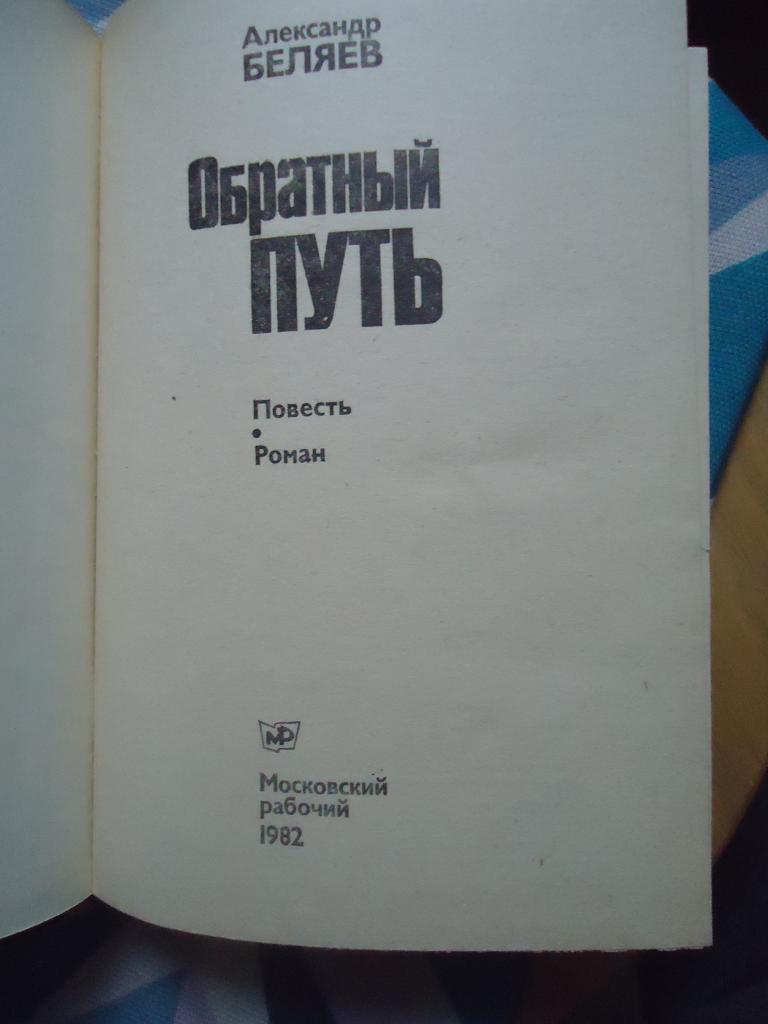 Александр
БЕЛЯЕВ
Обратный
ПУТЬ
Повесть
•
Роман
МР
Московский
рабочий
1982